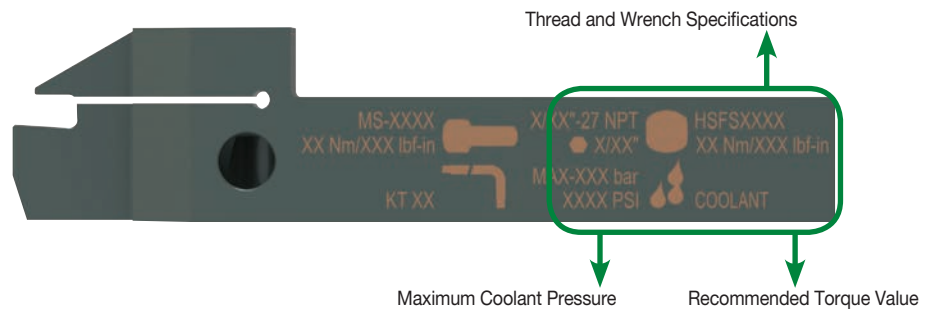 Thread and Wrench Specifications
MS-XXXX
XX Nm/XXX lbf-in
KT XX
X/XX"-27 NPT
X/XX"
HSFSXXXX
XX Nm/XXX lbf-in
MAX-XXX bar
XXXX PSI
COOLANT
Maximum Coolant Pressure
Recommended Torque Value